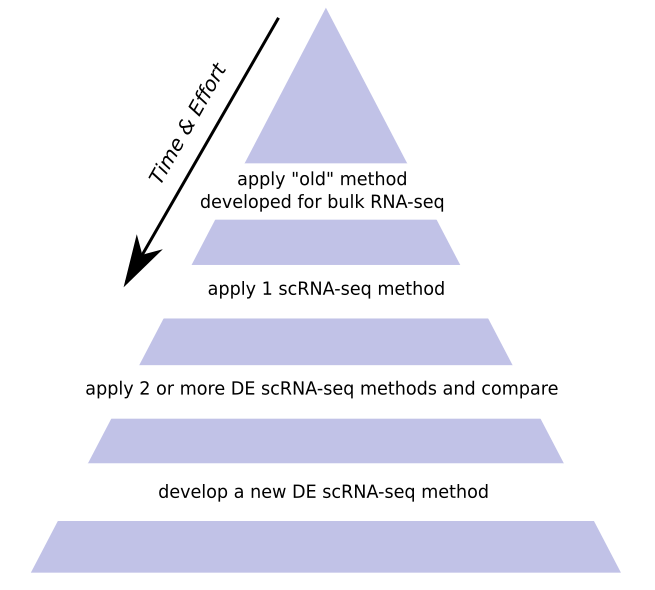 Time & Effort
apply "old" method
developed for bulk RNA-seq
apply 1 scRNA-seq method
apply 2 or more DE scRNA-seq methods and compare
develop a new DE scRNA-seq method